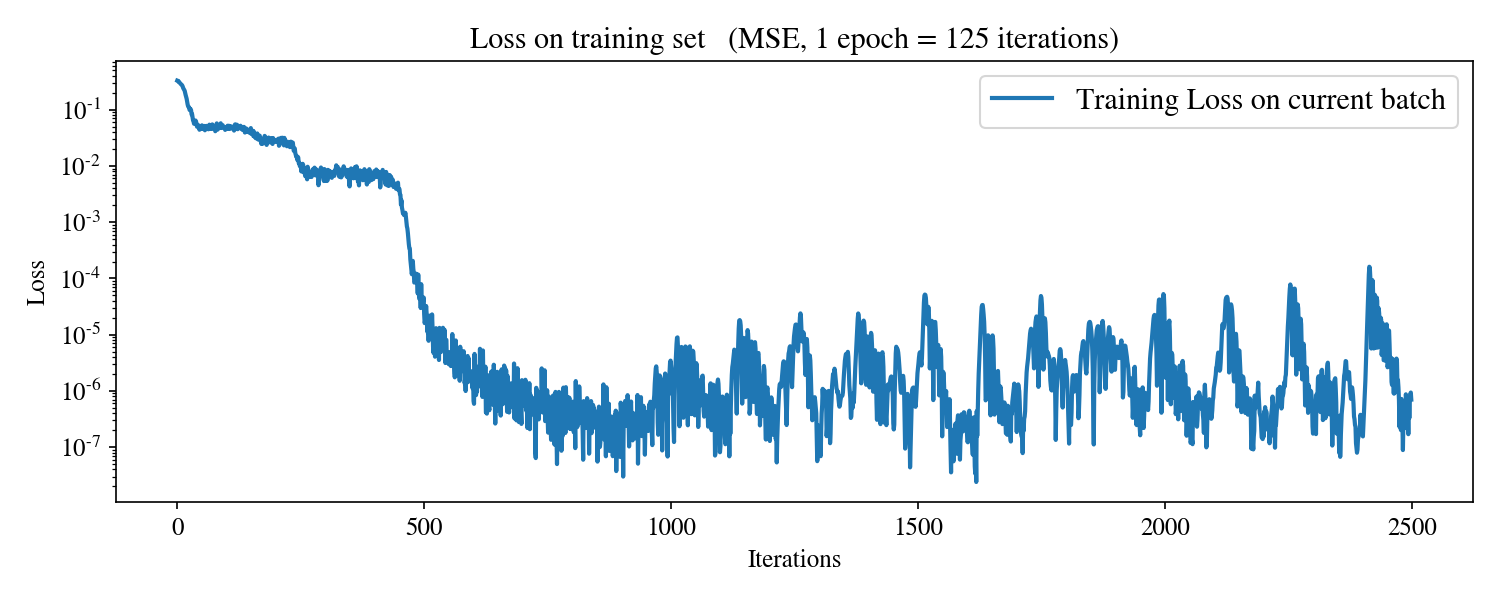 Loss on training set (MSE, 1 epoch = 125 iterations)
Training Loss on current batch
Loss
10⁻¹
10⁻²
10⁻³
10⁻⁴
10⁻⁵
10⁻⁶
10⁻⁷
0 500 1000 1500 2000 2500
Iterations